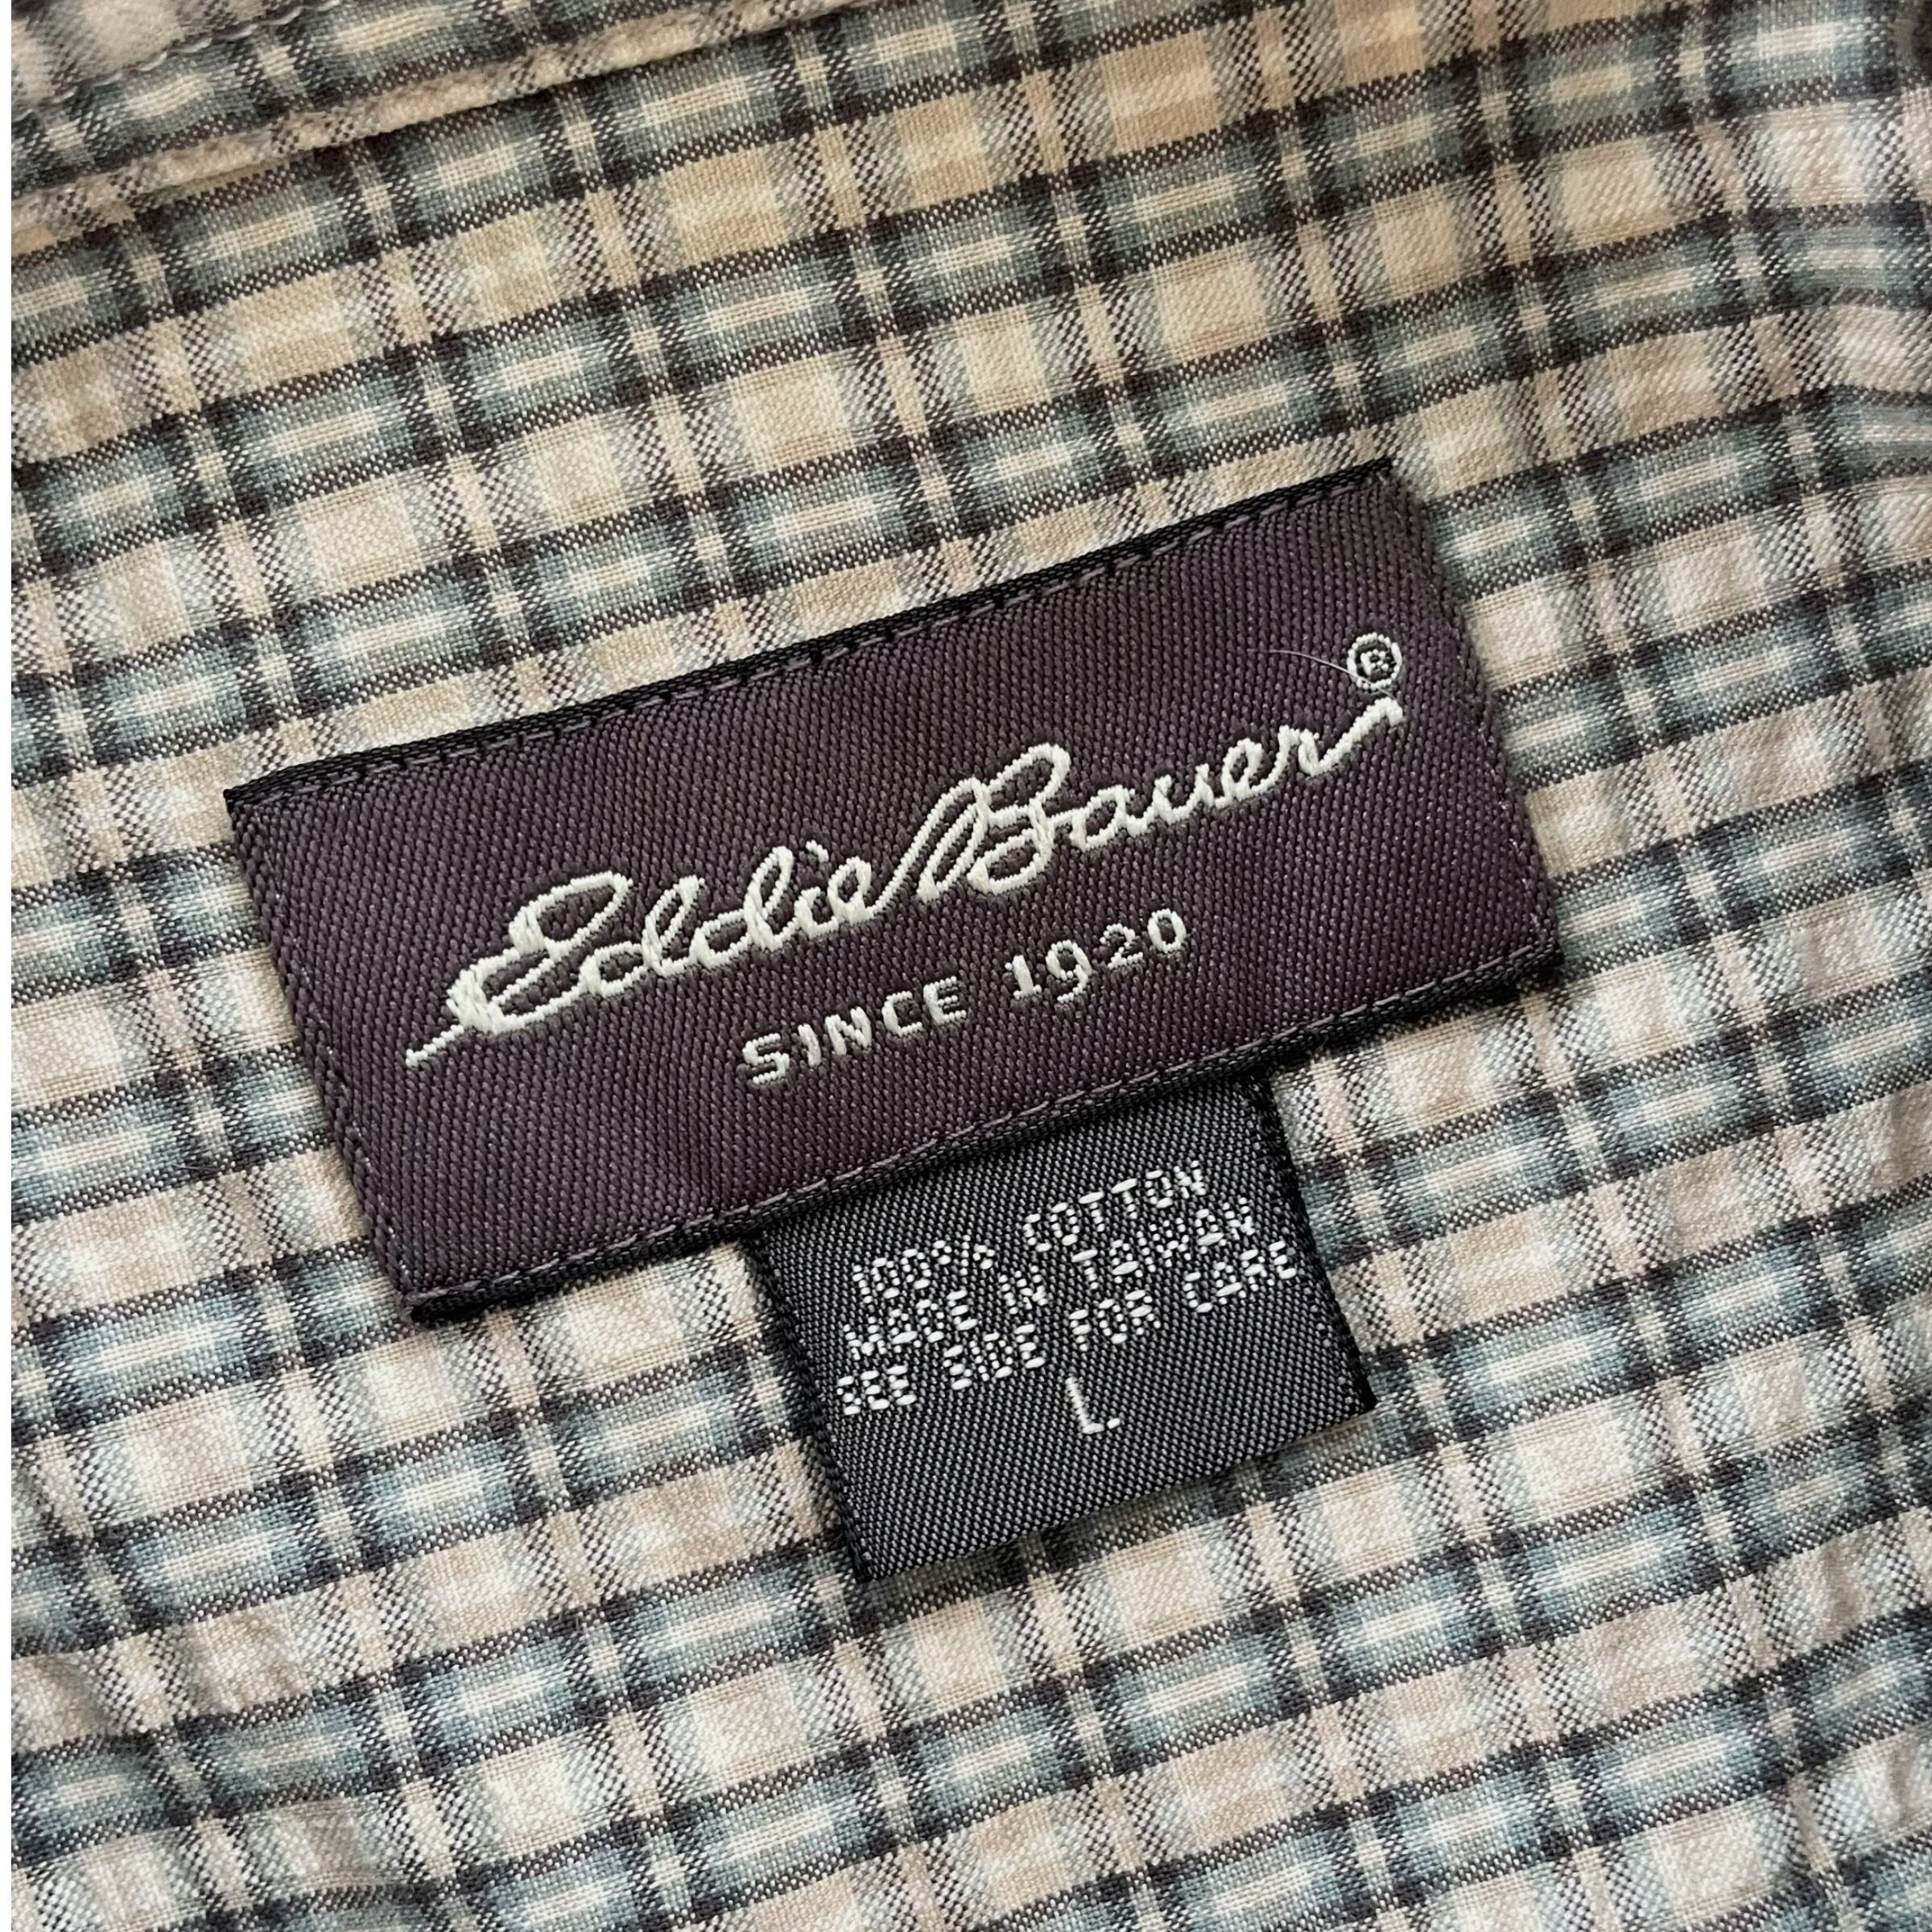 Eddie Bauer®
SINCE 1920
100% COTTON
MADE IN TAIWAN
SEE SIDE FOR CARE
L